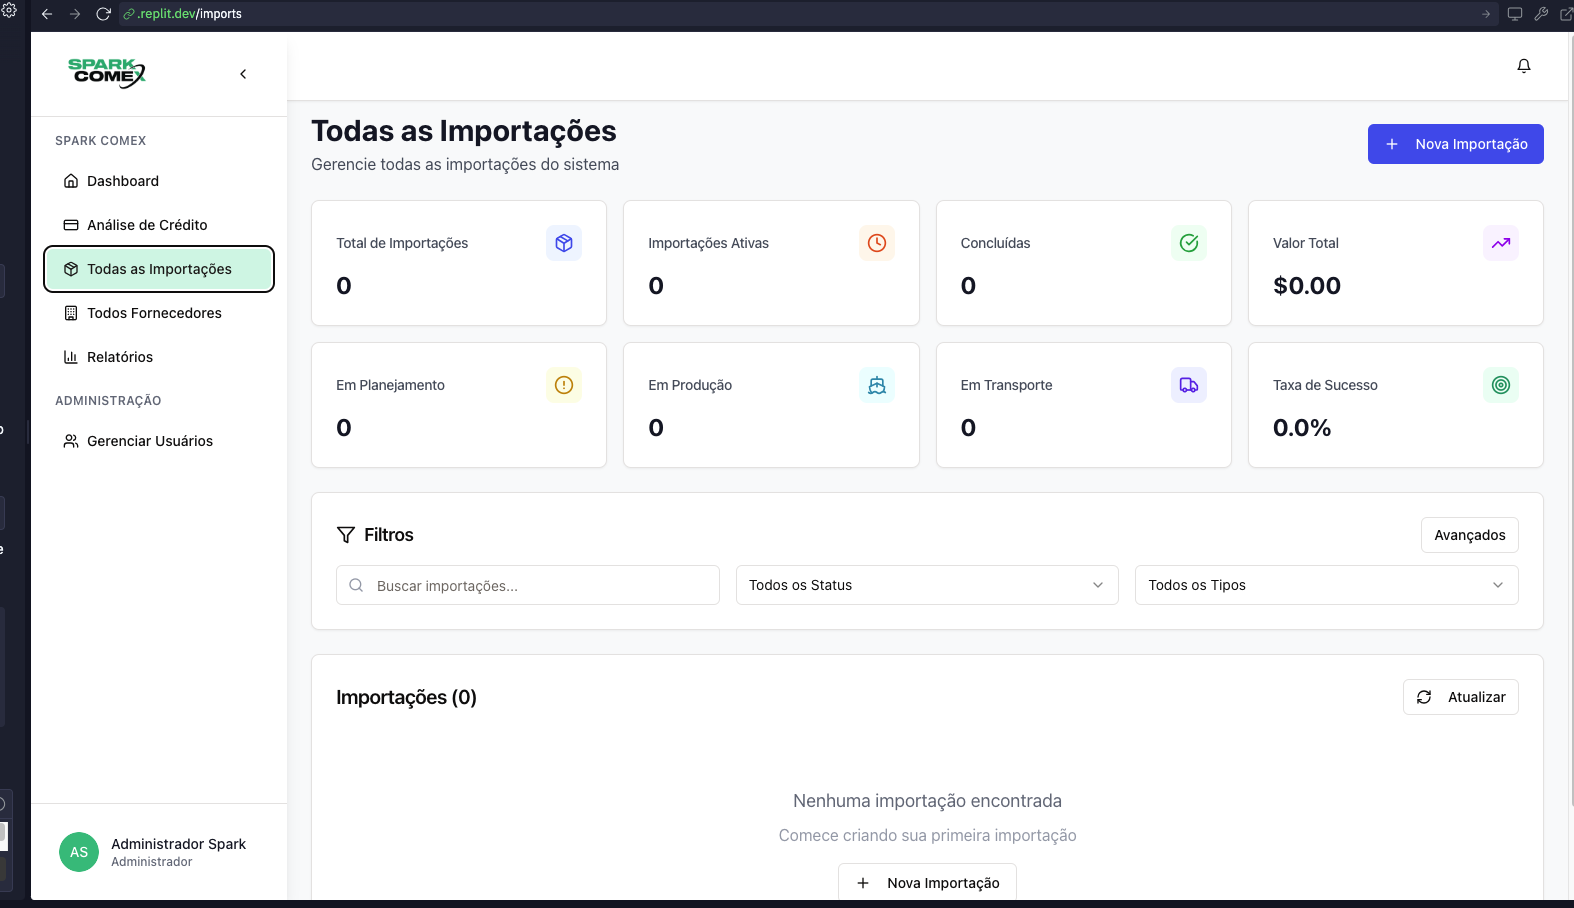 .replit.dev/imports
SPARK
COMEX
SPARK COMEX
Dashboard
Análise de Crédito
Todas as Importações
Todos Fornecedores
Relatórios
ADMINISTRAÇÃO
Gerenciar Usuários
AS
Administrador Spark
Administrador
Todas as Importações
Gerencie todas as importações do sistema
+ Nova Importação
Total de Importações
0
Importações Ativas
0
Concluídas
0
Valor Total
$0.00
Em Planejamento
0
Em Produção
0
Em Transporte
0
Taxa de Sucesso
0.0%
Filtros
Avançados
Buscar importações...
Todos os Status
Todos os Tipos
Importações (0)
Atualizar
Nenhuma importação encontrada
Comece criando sua primeira importação
+ Nova Importação